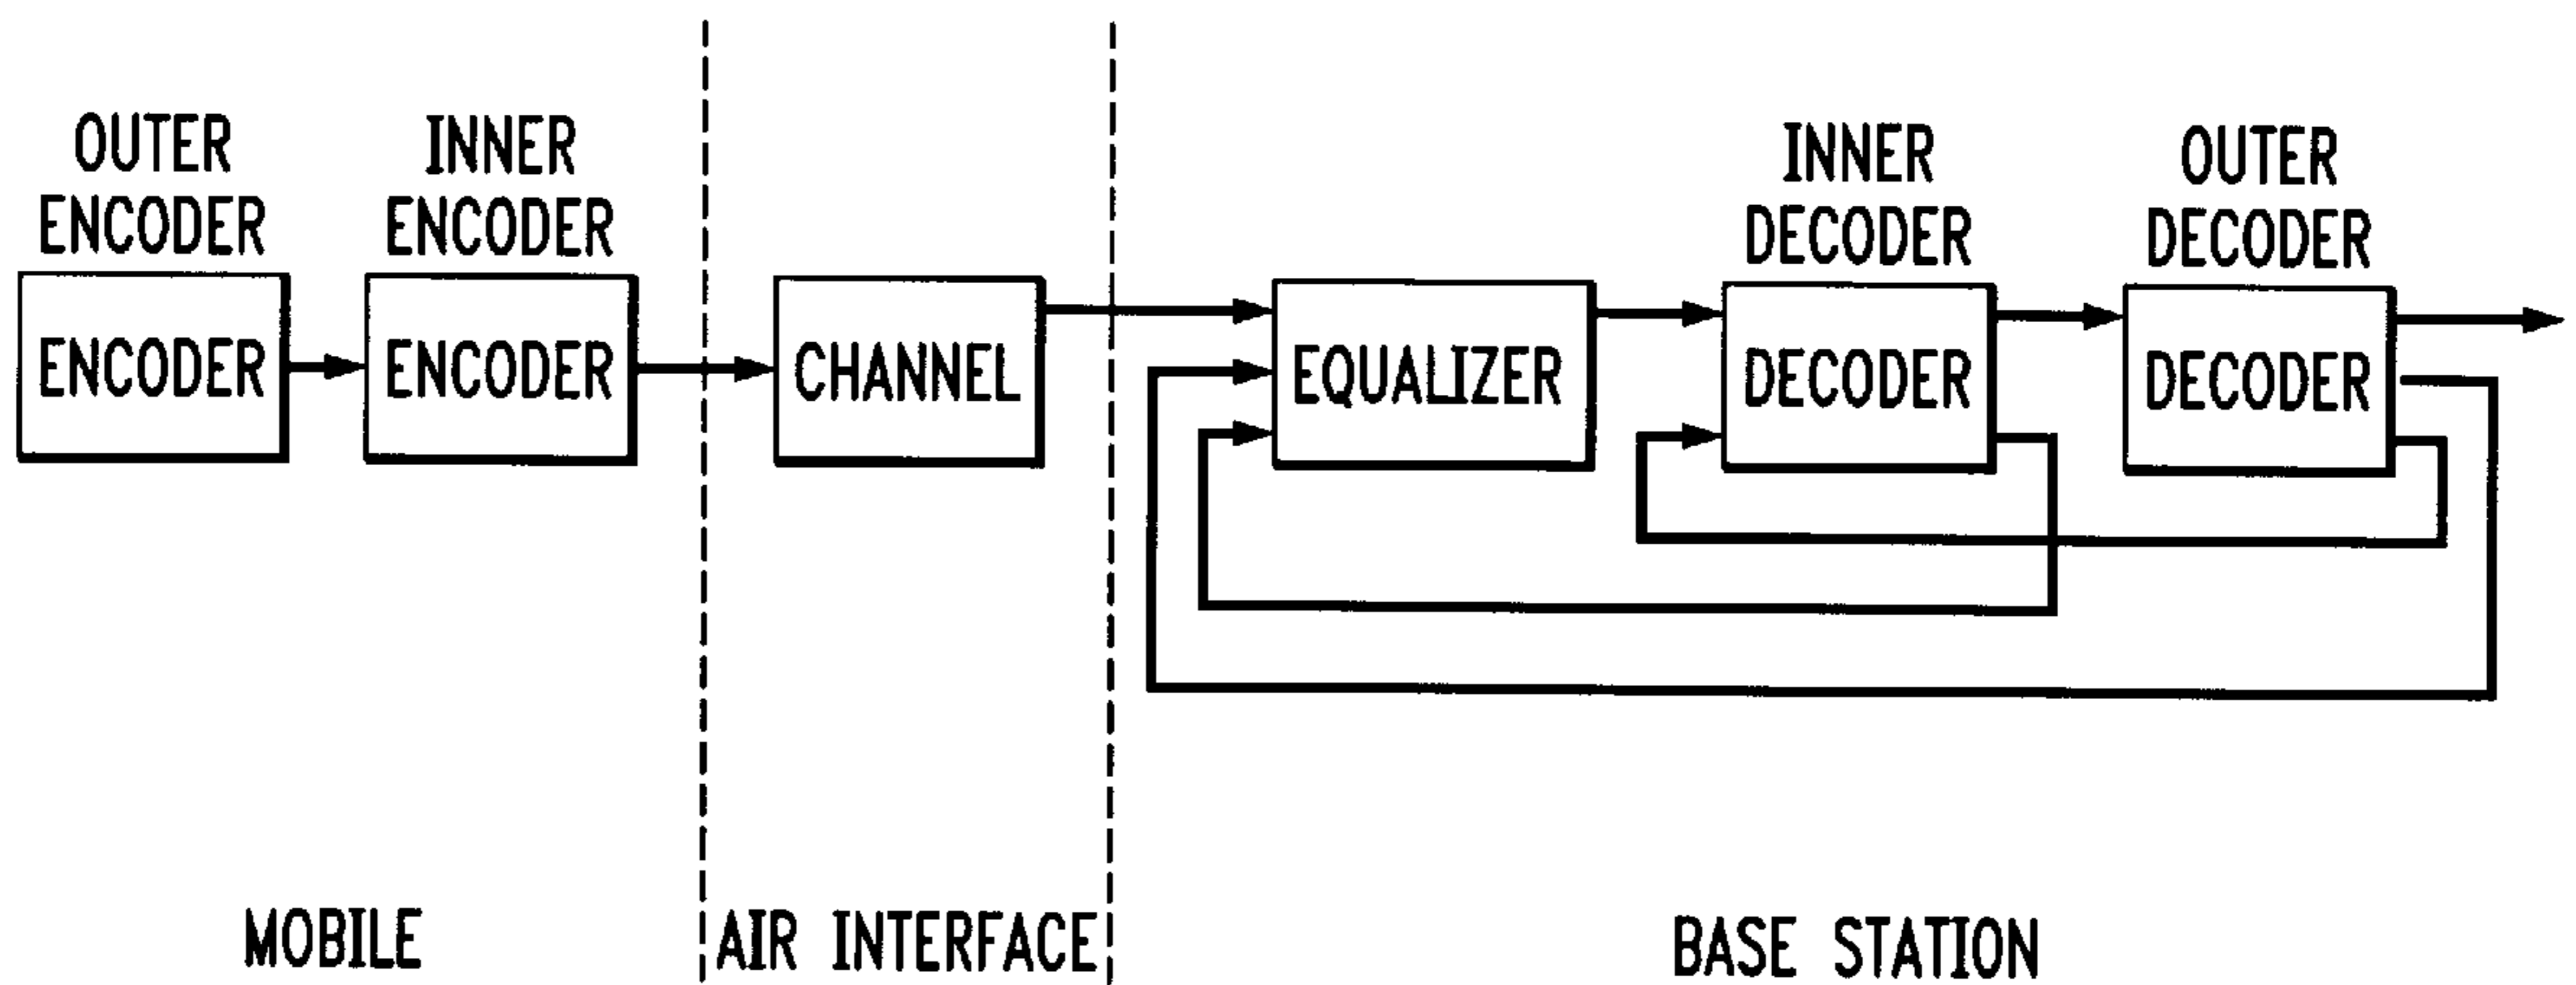 OUTER
ENCODER
INNER
ENCODER
INNER
DECODER
OUTER
DECODER
ENCODER
ENCODER
CHANNEL
EQUALIZER
DECODER
DECODER
MOBILE
AIR INTERFACE
BASE STATION